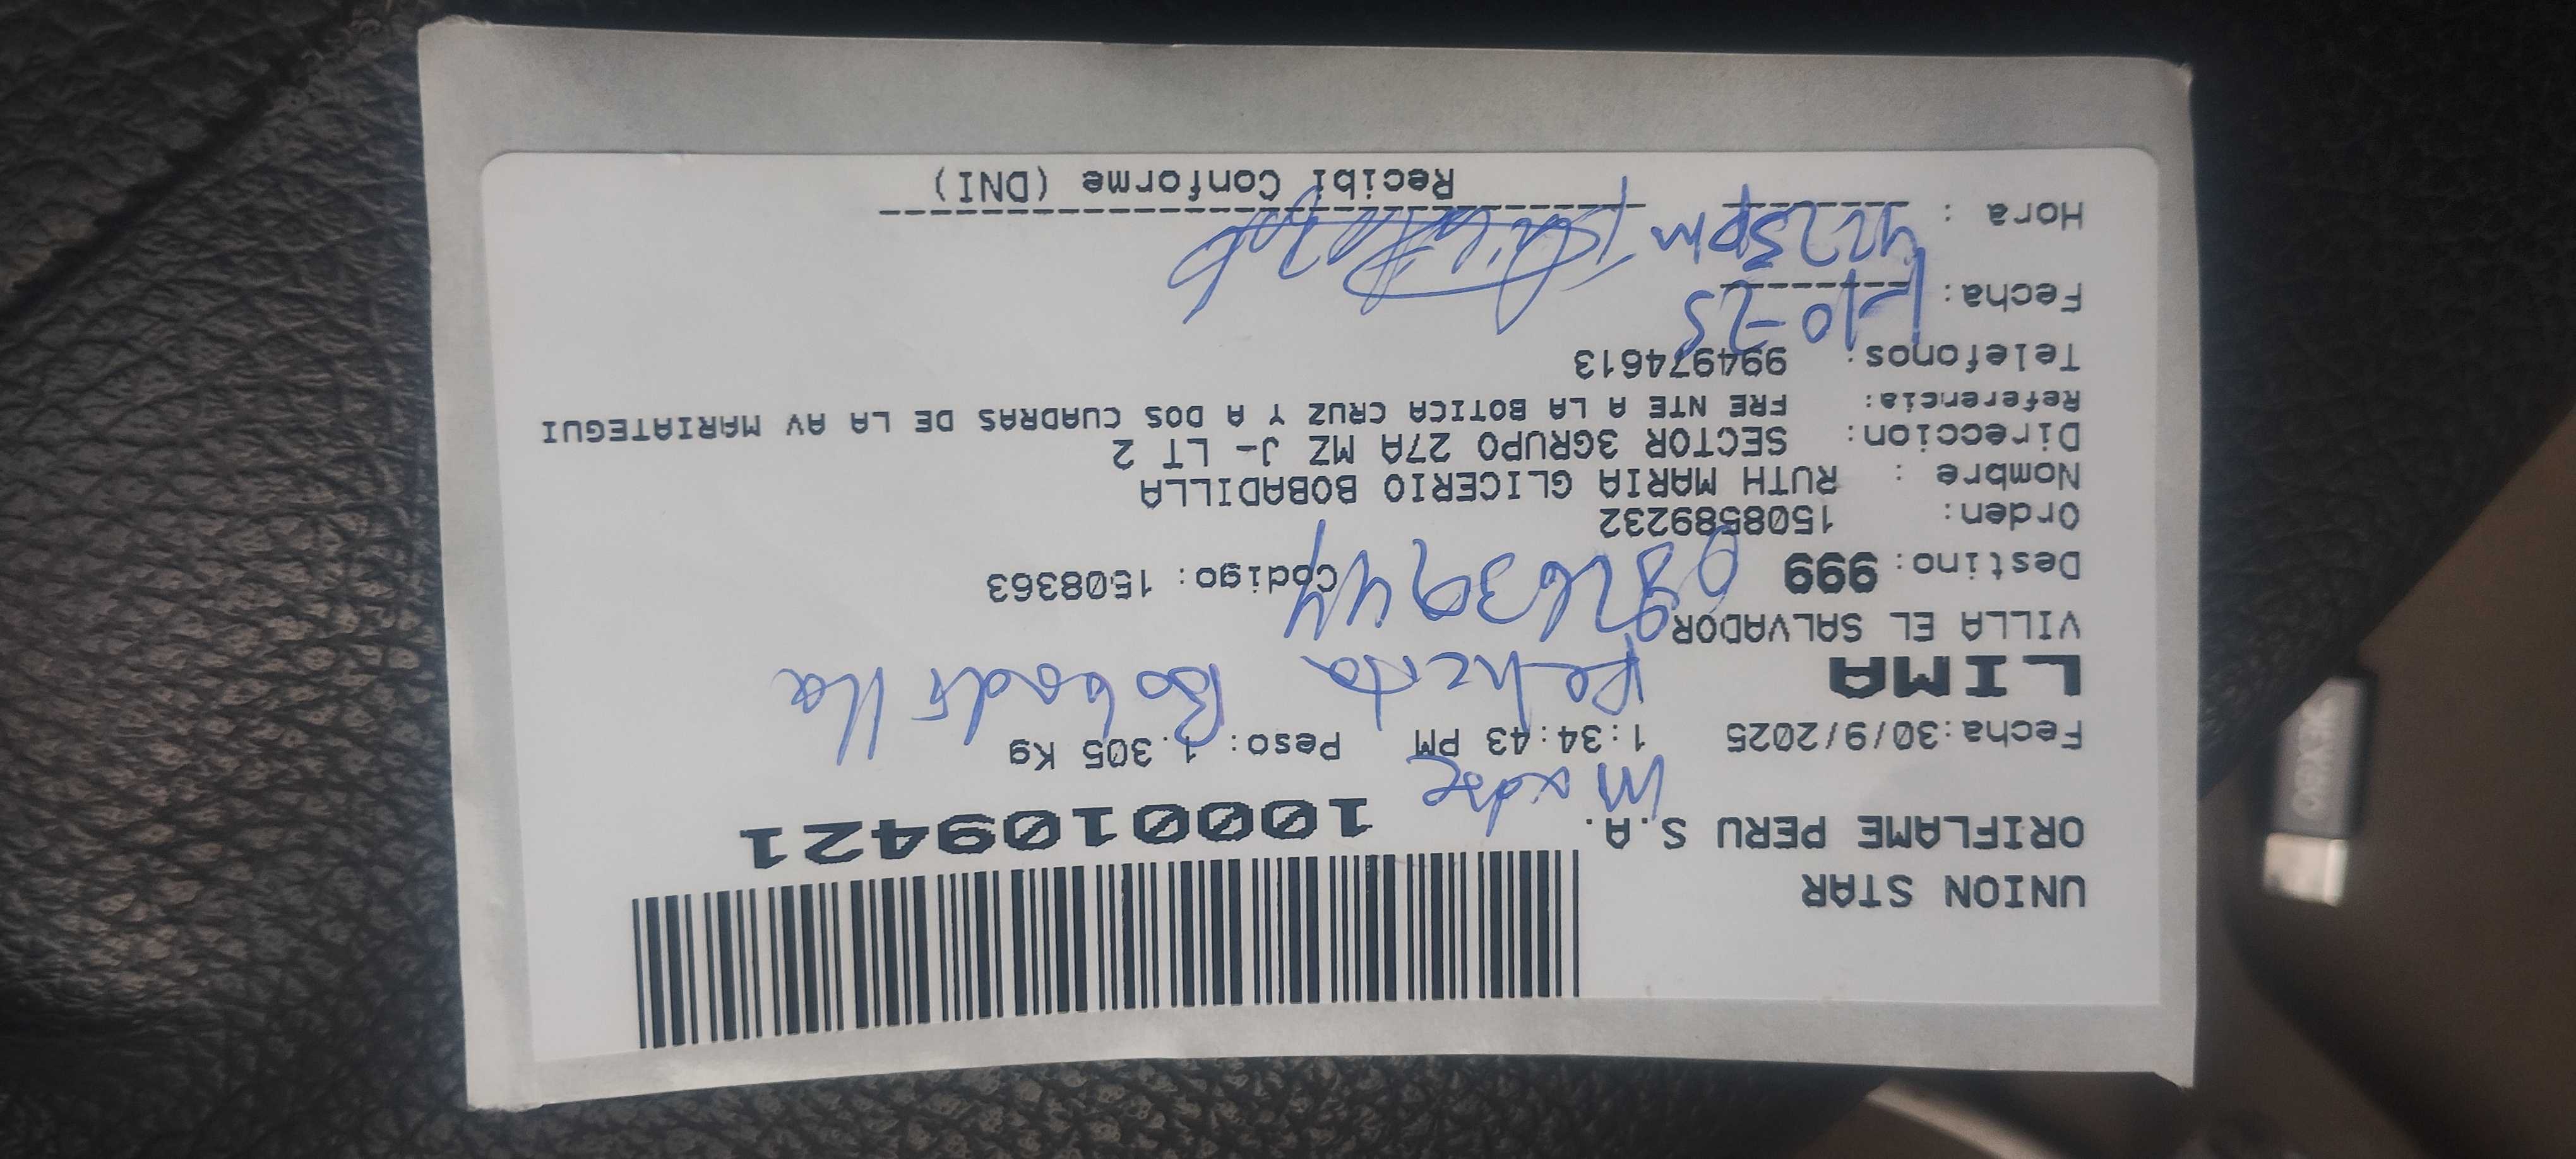 UNION STAR
ORIFLAME PERU S.A.
1000109421
Madre
Fecha:30/9/2025 1:34:43 PM Peso: 1.305 Kg
LIMA
Bobadilla
VILLA EL SALVADOR
Destino: 999 Codigo: 1508363
Orden: 1508589232
Nombre : RUTH MARIA GLICERIO BOBADILLA
Direccion: SECTOR 3GRUPO 27A MZ J- LT 2
Referencia: FRE NTE A LA BOTICA CRUZ Y A DOS CUADRAS DE LA AV MARIATEGUI
Telefonos: 994974613
Fecha: 1-10-25
Hora : 4:25pm
Recibi Conforme (DNI)